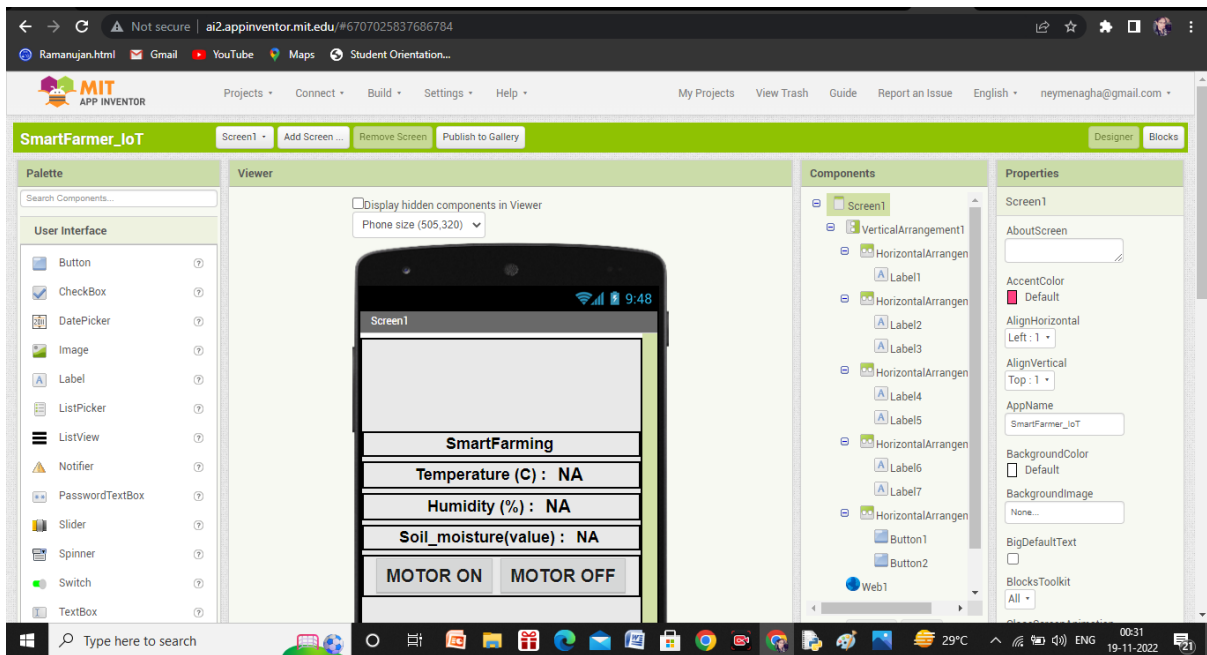 Not secure | ai2.appinventor.mit.edu/#6707025837686784
Ramanujan.html Gmail YouTube Maps Student Orientation...
MIT
APP INVENTOR
Projects Connect Build Settings Help My Projects View Trash Guide Report an Issue English neymenagha@gmail.com
SmartFarmer_IoT Screen1 Add Screen ... Remove Screen Publish to Gallery Designer Blocks
Palette
Search Components...
User Interface
Button ?
CheckBox ?
DatePicker ?
Image ?
Label ?
ListPicker ?
ListView ?
Notifier ?
PasswordTextBox ?
Slider ?
Spinner ?
Switch ?
TextBox ?
Viewer
Display hidden components in Viewer
Phone size (505,320)
9:48
Screen1
SmartFarming
Temperature (C) : NA
Humidity (%) : NA
Soil_moisture(value) : NA
MOTOR ON MOTOR OFF
Components
Screen1
VerticalArrangement1
HorizontalArrangen
Label1
HorizontalArrangen
Label2
Label3
HorizontalArrangen
Label4
Label5
HorizontalArrangen
Label6
Label7
HorizontalArrangen
Button1
Button2
Web1
Properties
Screen1
AboutScreen
AccentColor
Default
AlignHorizontal
Left : 1
AlignVertical
Top : 1
AppName
SmartFarmer_IoT
BackgroundColor
Default
BackgroundImage
None...
BigDefaultText
BlocksToolkit
All
Type here to search 29°C ENG 00:31
19-11-2022 21